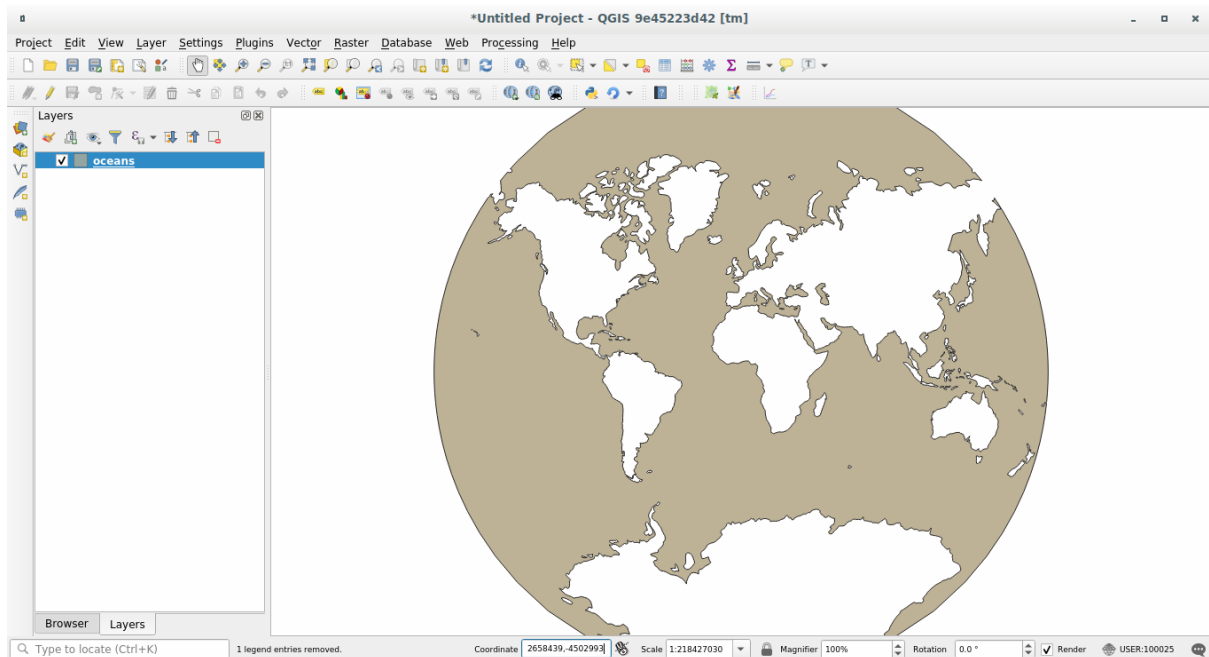 *Untitled Project - QGIS 9e45223d42 [tm]
Project Edit View Layer Settings Plugins Vector Raster Database Web Processing Help
Layers
oceans
Browser Layers
Type to locate (Ctrl+K) 1 legend entries removed. Coordinate 2658439,-4502993 Scale 1:218427030 Magnifier 100% Rotation 0.0 ° Render USER:100025